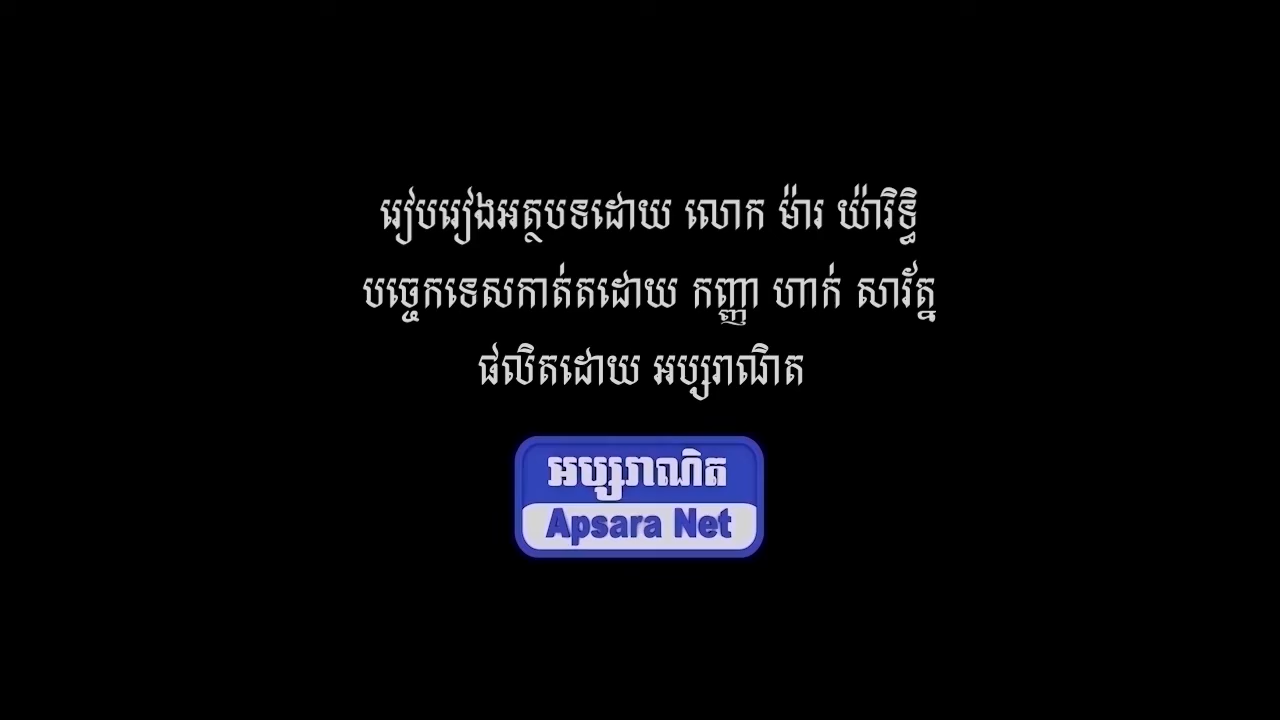 រៀបរៀងអត្ថបទដោយ លោក ម៉ារ យ៉ារិទ្ធិ
បច្ចេកទេសកាត់តដោយ កញ្ញា ហាក់ សារ័ត្ន
ផលិតដោយ អប្សរាណិត
អប្សរាណិត
Apsara Net